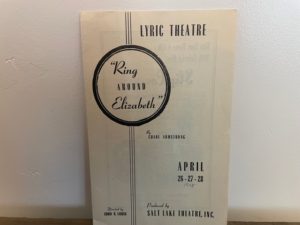 LYRIC THEATRE
"Ring
AROUND
Elizabeth"
By
CHARL ARMSTRONG
APRIL
26-27-28
Directed by
Produced by
SALT LAKE THEATRE, INC.